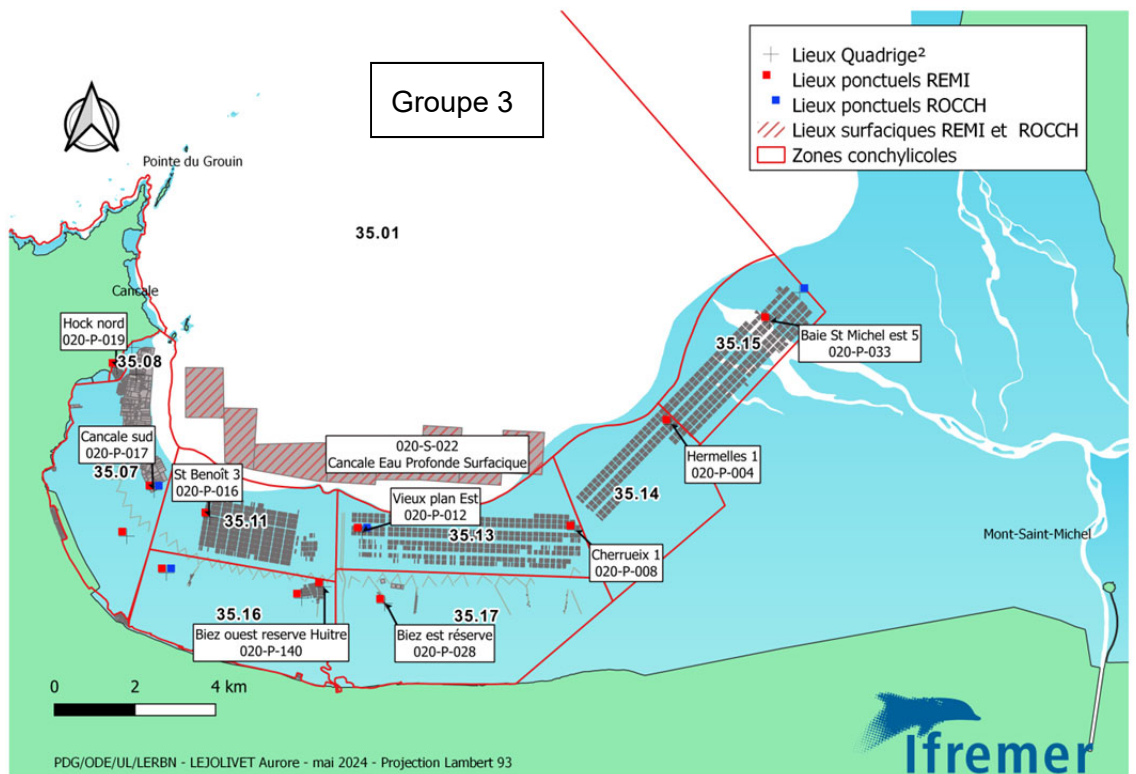 Groupe 3
Lieux Quadrige²
Lieux ponctuels REMI
Lieux ponctuels ROCCH
Lieux surfaciques REMI et ROCCH
Zones conchylicoles
Pointe du Grouin
35.01
Cancale
Hock nord
020-P-019
35.08
35.15
Baie St Michel est 5
020-P-033
Cancale sud
020-P-017
35.07
020-S-022
Cancale Eau Profonde Surfacique
Hermelles 1
020-P-004
St Benoît 3
020-P-016
35.11
Vieux plan Est
020-P-012
35.13
35.14
Cherrueix 1
020-P-008
Mont-Saint-Michel
35.16
35.17
Biez ouest reserve Huitre
020-P-140
Biez est réserve
020-P-028
0 2 4 km
Ifremer
PDG/ODE/UL/LERBN - LEJOLIVET Aurore - mai 2024 - Projection Lambert 93